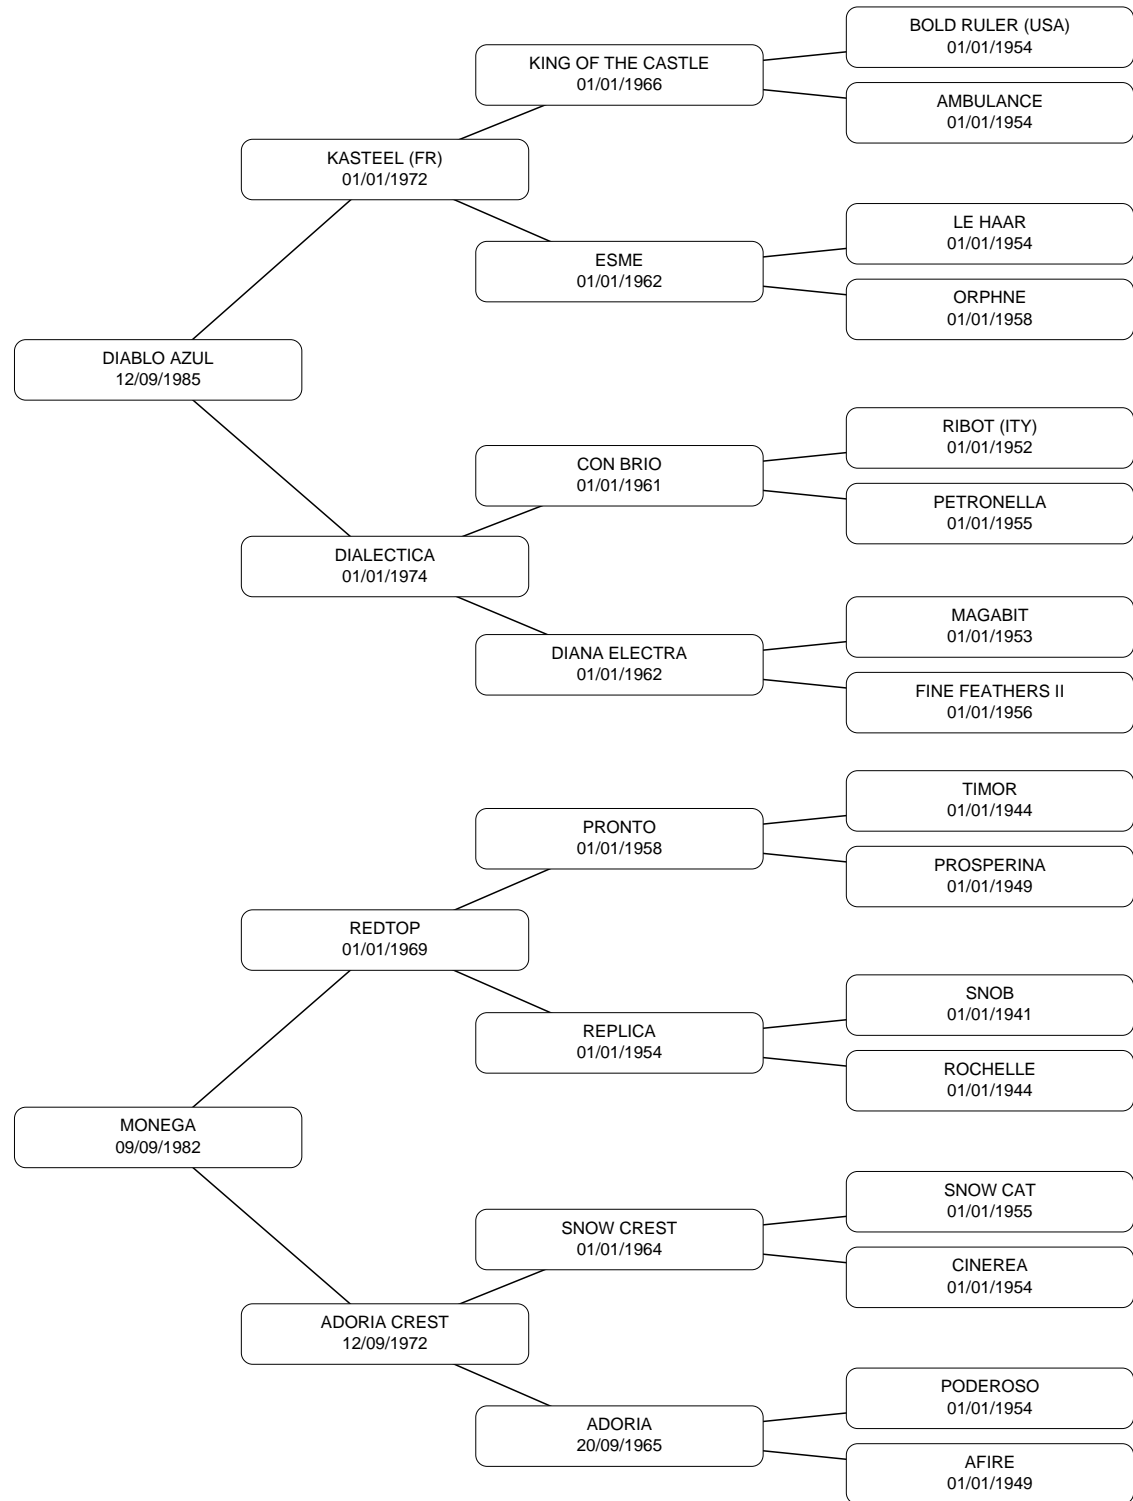 BOLD RULER (USA)
01/01/1954
KING OF THE CASTLE
01/01/1966
AMBULANCE
01/01/1954
KASTEEL (FR)
01/01/1972
LE HAAR
01/01/1954
ESME
01/01/1962
ORPHNE
01/01/1958
DIABLO AZUL
12/09/1985
RIBOT (ITY)
01/01/1952
CON BRIO
01/01/1961
PETRONELLA
01/01/1955
DIALECTICA
01/01/1974
MAGABIT
01/01/1953
DIANA ELECTRA
01/01/1962
FINE FEATHERS II
01/01/1956
TIMOR
01/01/1944
PRONTO
01/01/1958
PROSPERINA
01/01/1949
REDTOP
01/01/1969
SNOB
01/01/1941
REPLICA
01/01/1954
ROCHELLE
01/01/1944
MONEGA
09/09/1982
SNOW CAT
01/01/1955
SNOW CREST
01/01/1964
CINEREA
01/01/1954
ADORIA CREST
12/09/1972
PODEROSO
01/01/1954
ADORIA
20/09/1965
AFIRE
01/01/1949